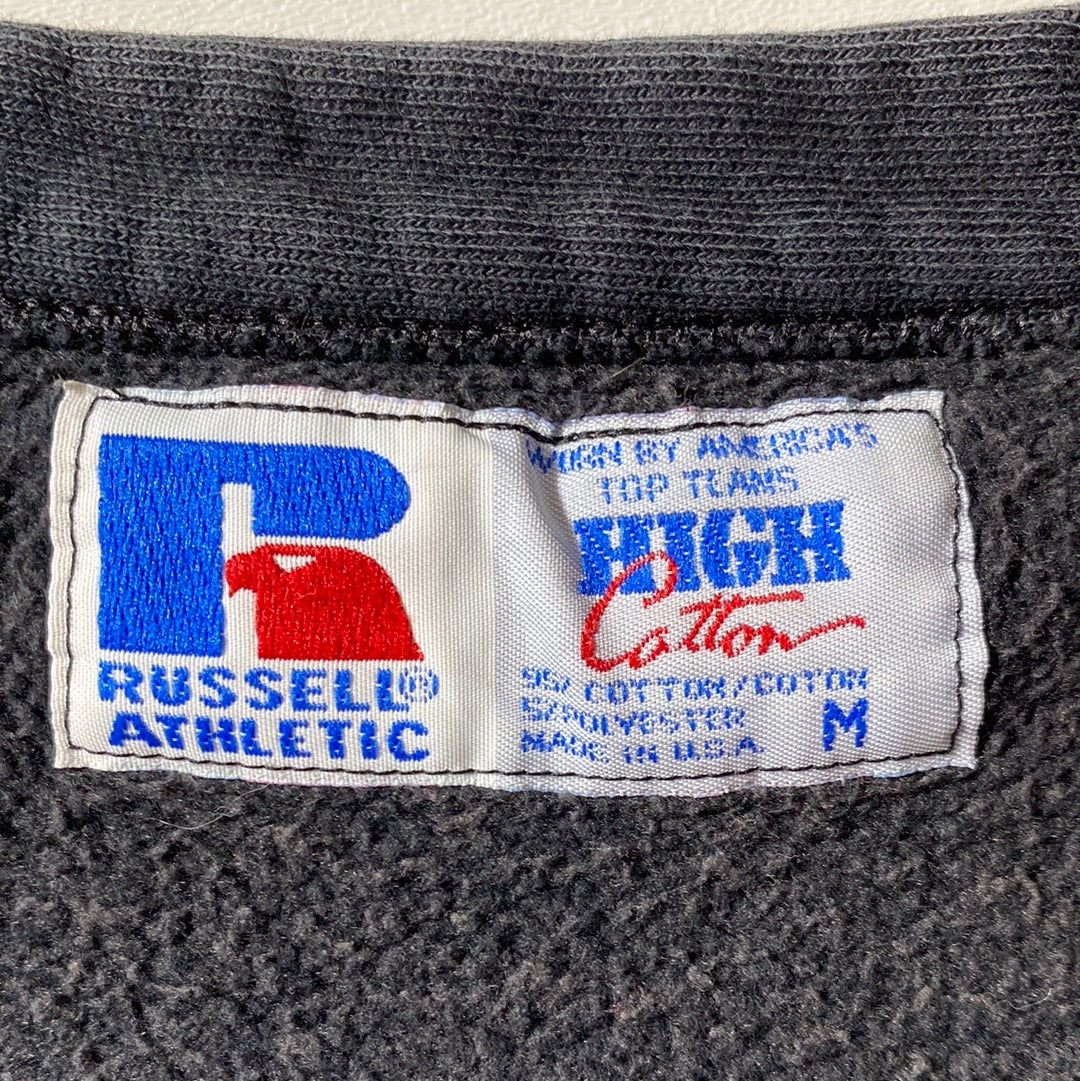 RUSSELL®
ATHLETIC
WORN BY AMERICA'S
TOP TEAMS
HIGH
Cotton
95/ COTTON/COTON
5/POLYESTER
MADE IN U.S.A.
M